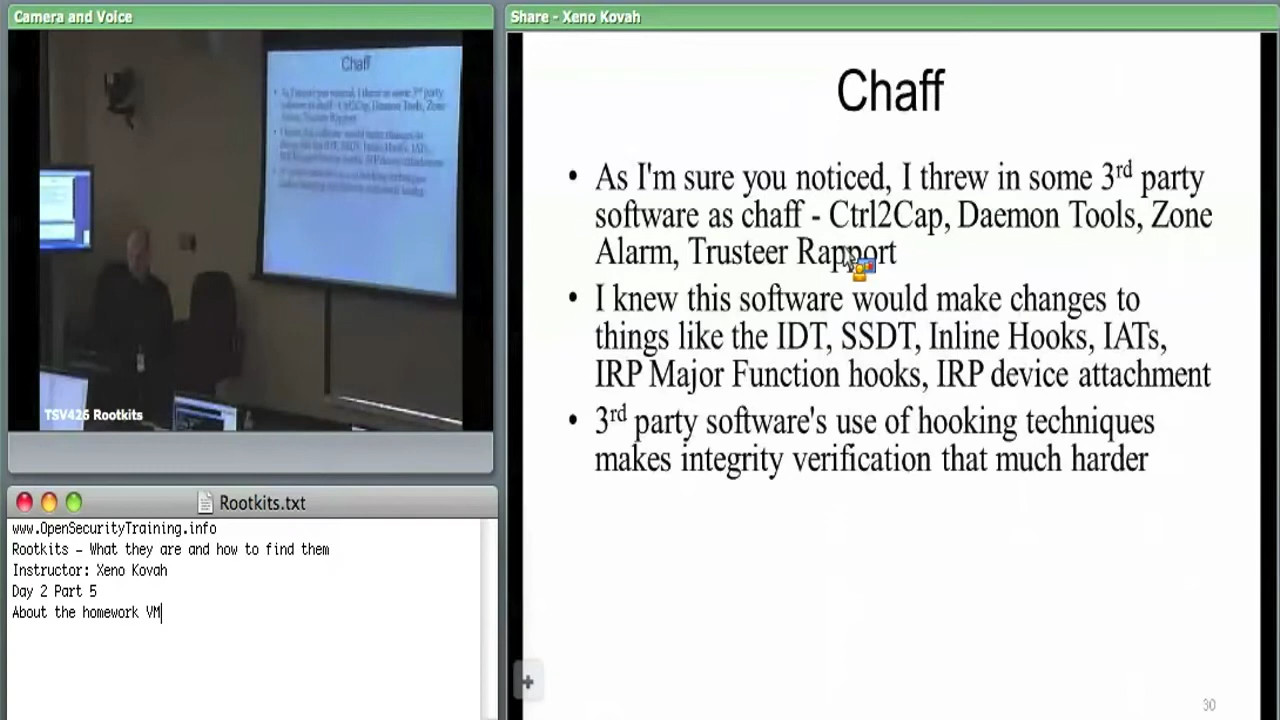 Camera and Voice
Chaff
TSV426 Rootkits
Rootkits.txt
www.OpenSecurityTraining.info
Rootkits – What they are and how to find them
Instructor: Xeno Kovah
Day 2 Part 5
About the homework VM
Share - Xeno Kovah
Chaff
• As I'm sure you noticed, I threw in some 3rd party
software as chaff - Ctrl2Cap, Daemon Tools, Zone
Alarm, Trusteer Rapport
• I knew this software would make changes to
things like the IDT, SSDT, Inline Hooks, IATs,
IRP Major Function hooks, IRP device attachment
• 3rd party software's use of hooking techniques
makes integrity verification that much harder
30